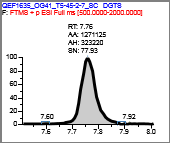 QEF1635_OG41_T5-45-2-7_SC DGTS
F: FTMS + p ESI Full ms [500.0000-2000.0000]
RT: 7.76
AA: 1271125
AH: 323220
SN: 77.93
100
80
60
40
20
0
7.60
7.92
7.6 7.7 7.8 7.9 8.0